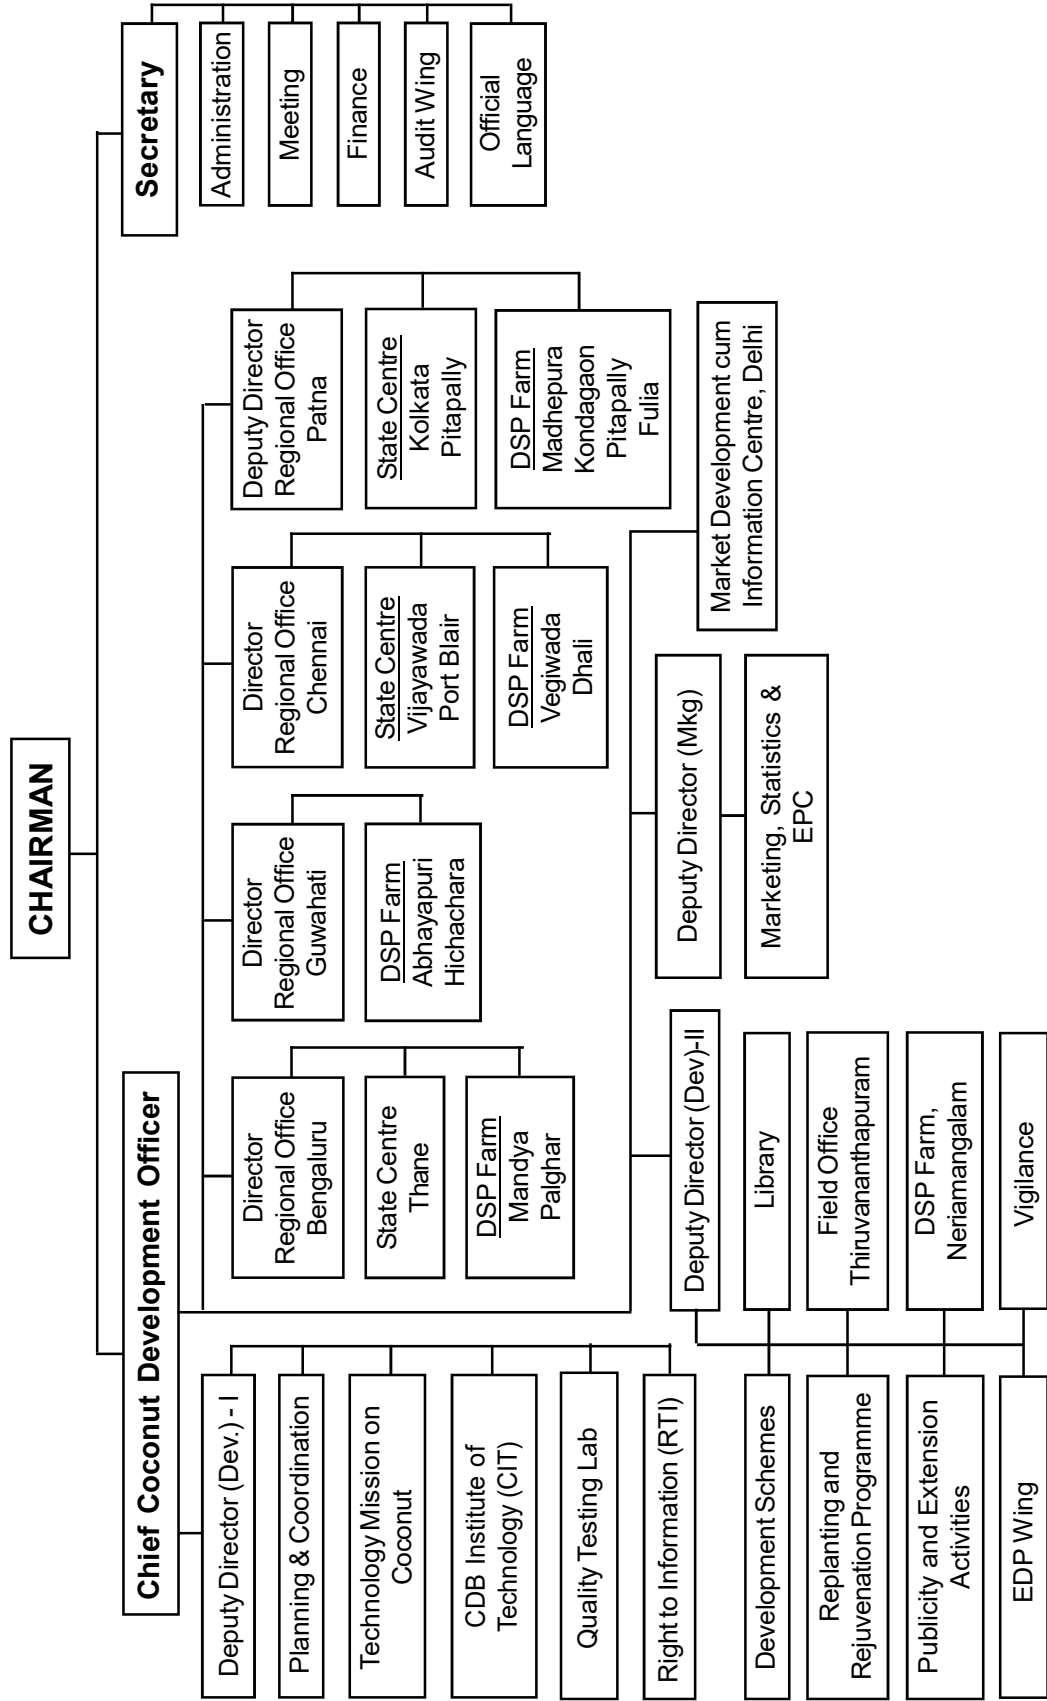 CHAIRMAN
Chief Coconut Development Officer
Secretary
Administration
Meeting
Finance
Audit Wing
Official
Language
Deputy Director (Dev.) - I
Planning & Coordination
Technology Mission on
Coconut
CDB Institute of
Technology (CIT)
Quality Testing Lab
Right to Information (RTI)
Director
Regional Office
Bengaluru
State Centre
Thane
DSP Farm
Mandya
Palghar
Director
Regional Office
Guwahati
DSP Farm
Abhayapuri
Hichachara
Director
Regional Office
Chennai
State Centre
Vijayawada
Port Blair
DSP Farm
Vegiwada
Dhali
Deputy Director
Regional Office
Patna
State Centre
Kolkata
Pitapally
DSP Farm
Madhepura
Kondagaon
Pitapally
Fulia
Deputy Director (Dev)-II
Development Schemes
Library
Replanting and
Rejuvenation Programme
Field Office
Thiruvananthapuram
Publicity and Extension
Activities
DSP Farm,
Neriamangalam
EDP Wing
Vigilance
Deputy Director (Mkg)
Marketing, Statistics &
EPC
Market Development cum
Information Centre, Delhi